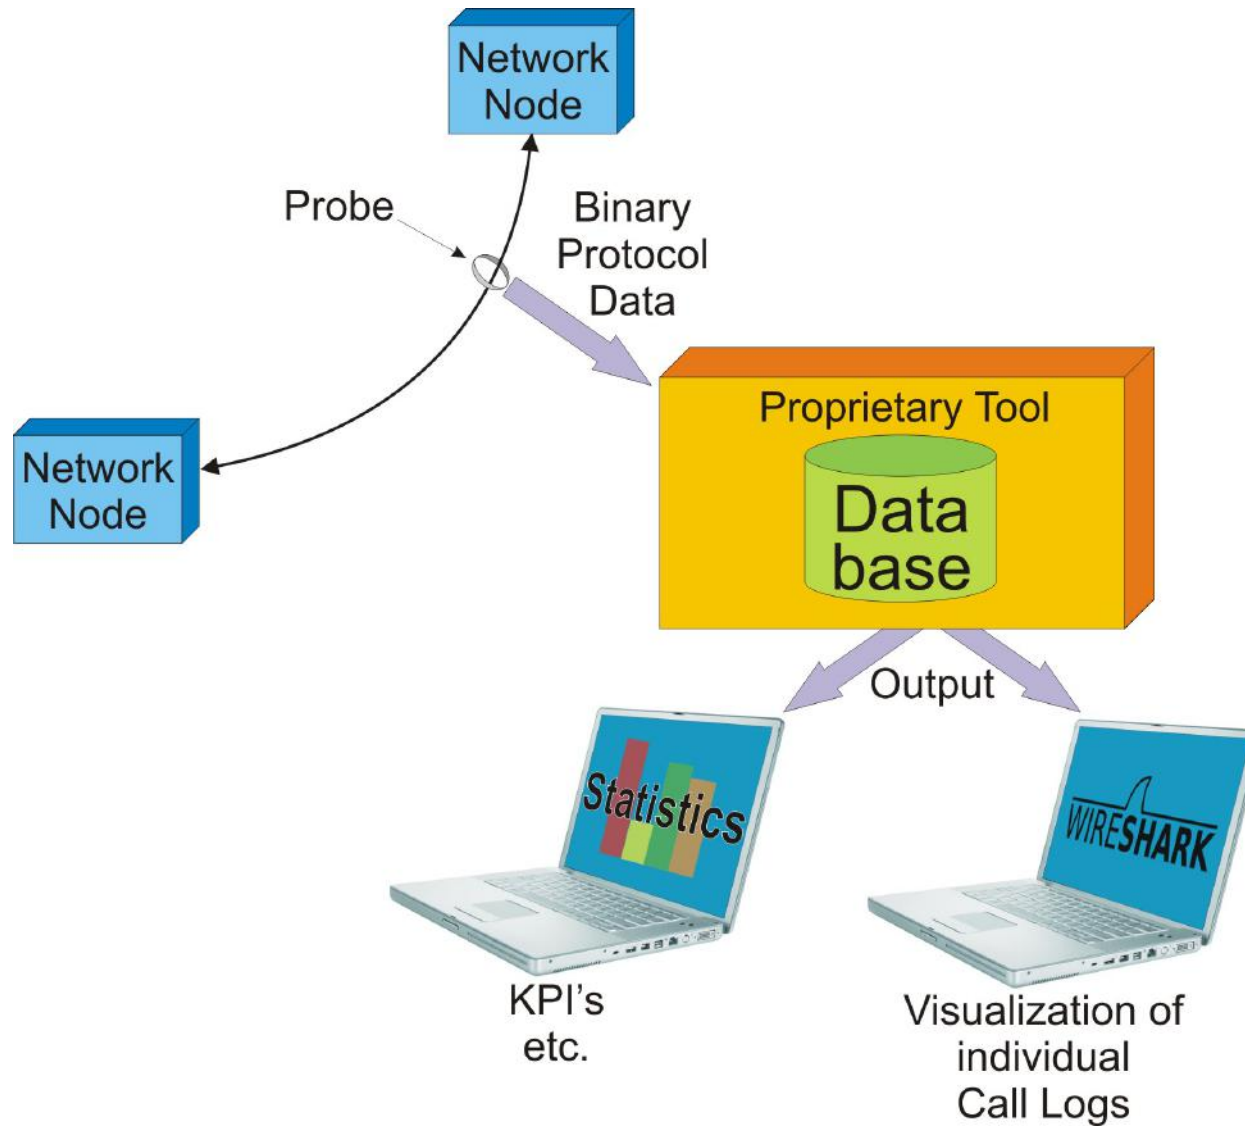 Network
Node
Probe
Binary
Protocol
Data
Network
Node
Proprietary Tool
Data
base
Output
Statistics
WIRESHARK
KPI's
etc.
Visualization of
individual
Call Logs